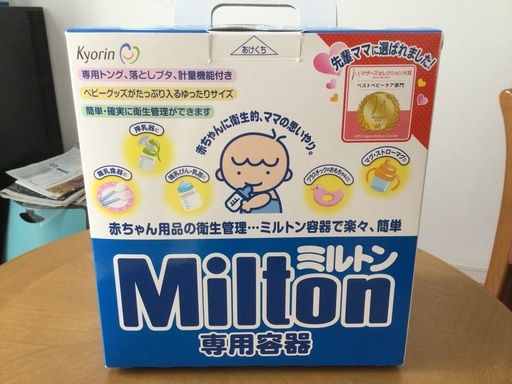 あけくち
Kyorin
先輩ママに選ばれました!
専用トング、落としブタ、計量機能付き
ベビーグッズがたっぷり入るゆったりサイズ
簡単・確実に衛生管理ができます
マザーズセレクション大賞
ベストベビーケア部門
赤ちゃんに衛生的、ママの思いやり。
搾乳器に
離乳食器に
哺乳びん・乳首に
プラスチックのおもちゃに
マグ・ストローマグに
赤ちゃん用品の衛生管理…ミルトン容器で楽々、簡単
ミルトン
Milton
専用容器